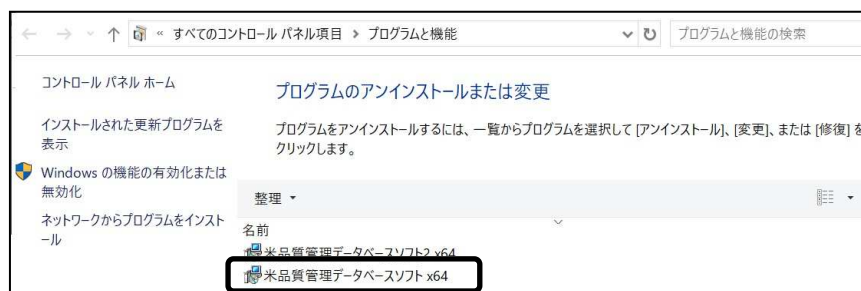 « すべてのコントロール パネル項目 > プログラムと機能
プログラムと機能の検索
コントロール パネル ホーム
インストールされた更新プログラムを
表示
Windows の機能の有効化または
無効化
ネットワークからプログラムをインスト
ール
プログラムのアンインストールまたは変更
プログラムをアンインストールするには、一覧からプログラムを選択して [アンインストール]、[変更]、または [修復] を
クリックします。
整理
名前
米品質管理データベースソフト2 x64
米品質管理データベースソフト x64